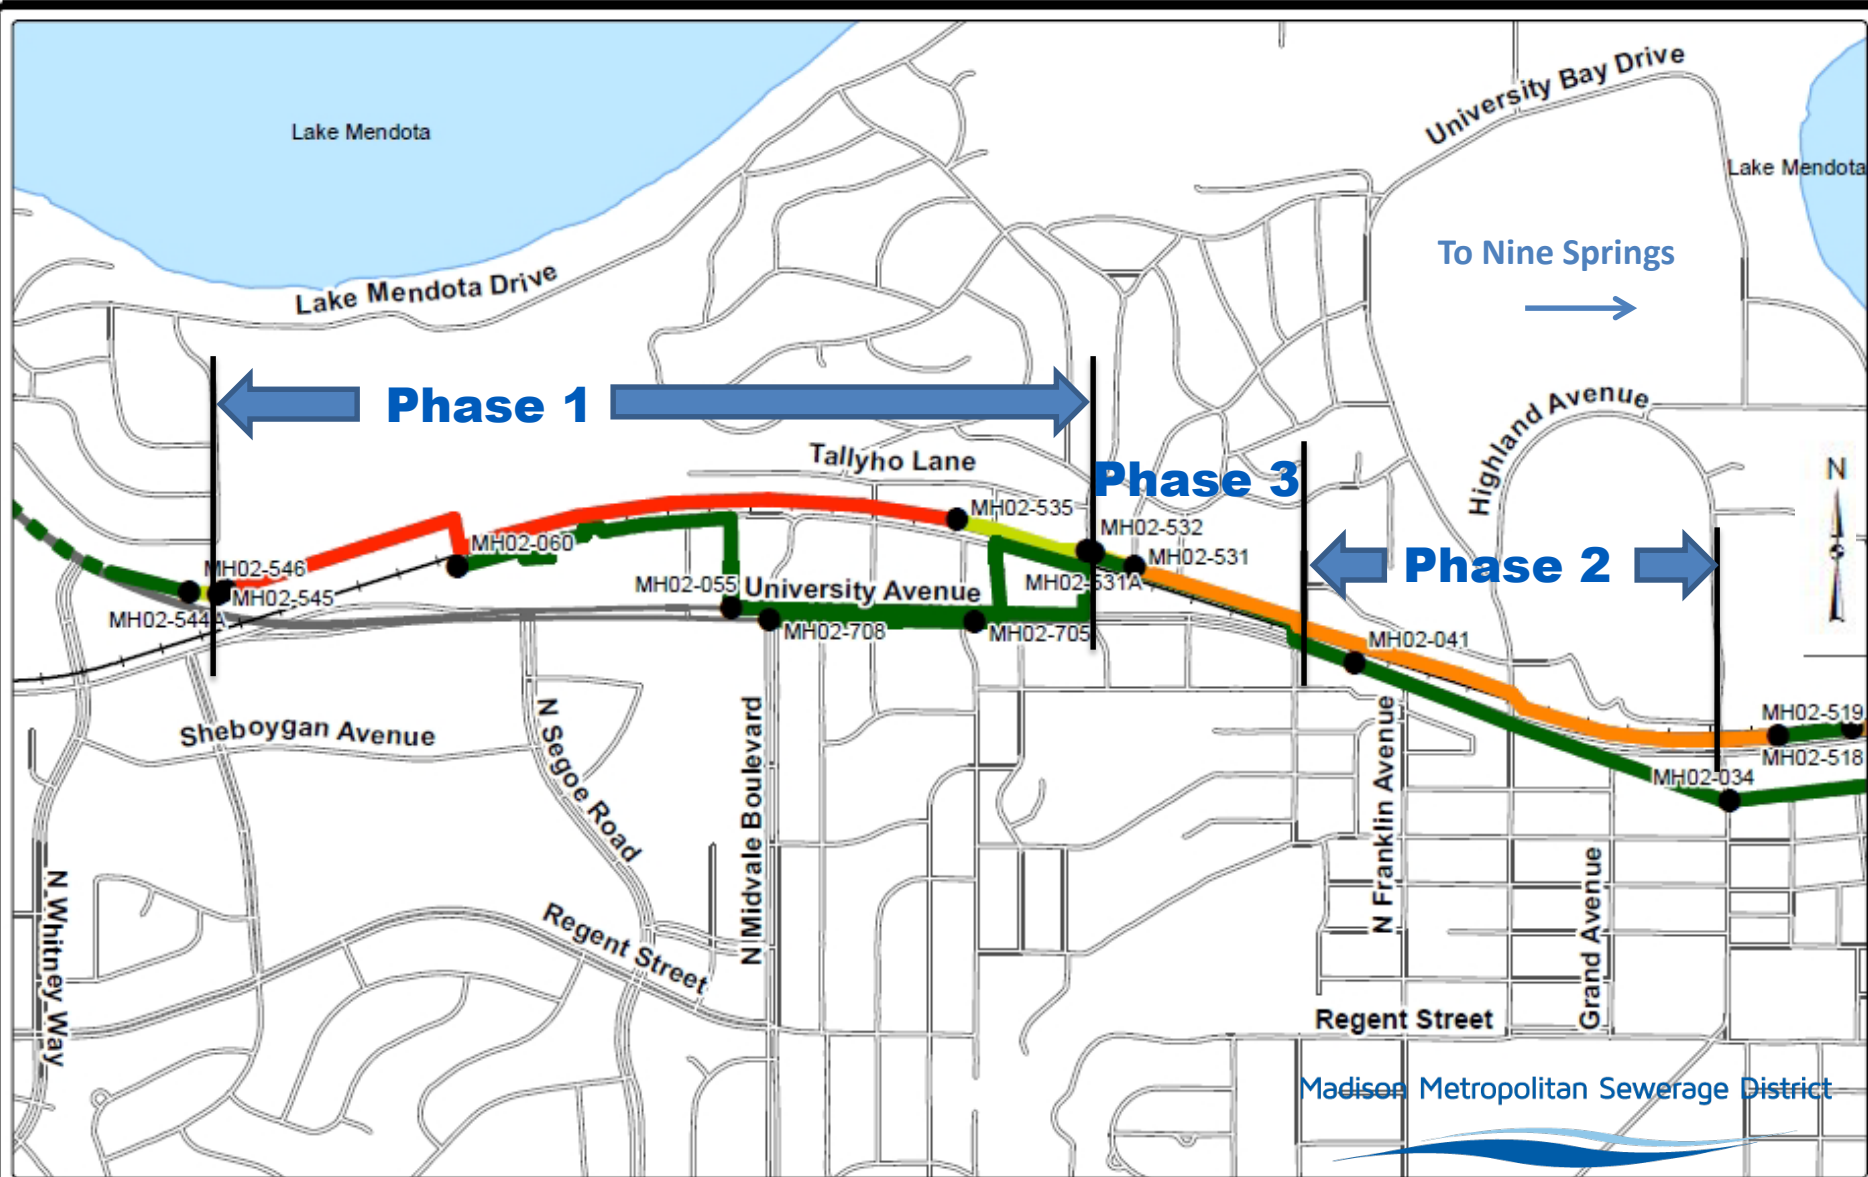 University Bay Drive
Lake Mendota
Lake Mendota
To Nine Springs
Lake Mendota Drive
Phase 1
Highland Avenue
Tallyho Lane
Phase 3
N
MH02-535
MH02-532
MH02-060
MH02-531
Phase 2
MH02-546
MH02-055
University Avenue
MH02-531A
MH02-545
MH02-544A
MH02-708
MH02-705
MH02-041
Sheboygan Avenue
N Segoe Road
N Midvale Boulevard
N Franklin Avenue
MH02-519
MH02-518
MH02-034
N Whitney Way
Regent Street
Grand Avenue
Regent Street
Madison Metropolitan Sewerage District